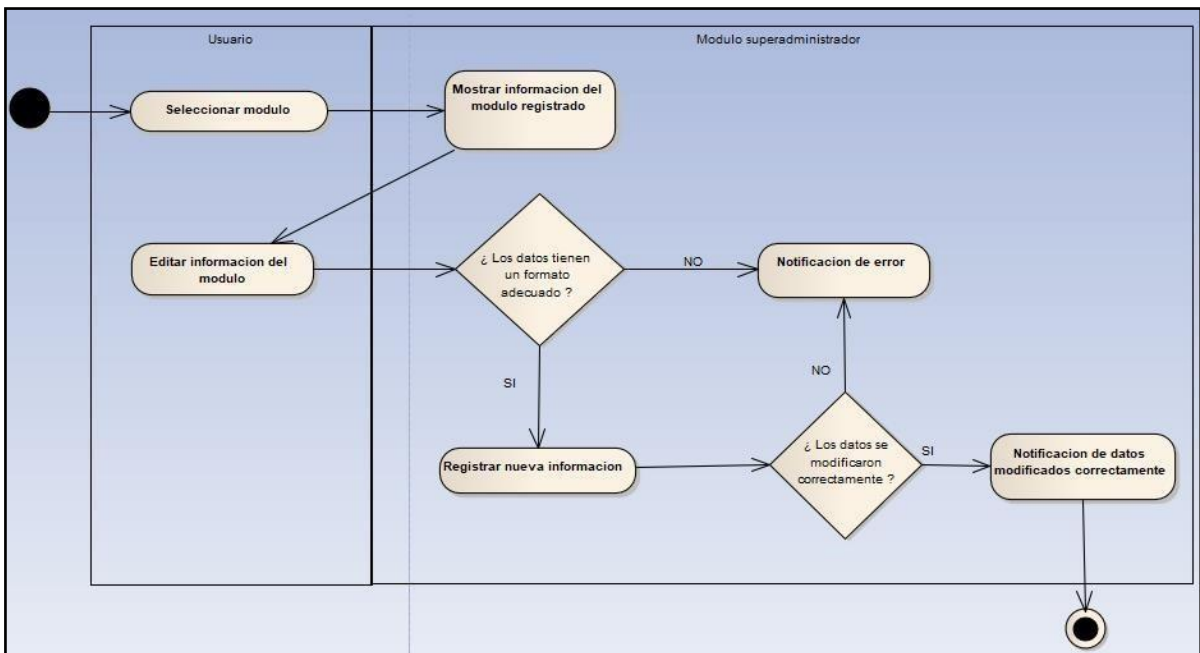 Usuario
Modulo superadministrador
Seleccionar modulo
Mostrar informacion del
modulo registrado
Editar informacion del
modulo
¿ Los datos tienen
un formato
adecuado ?
NO
Notificacion de error
SI
NO
Registrar nueva informacion
¿ Los datos se
modificaron
correctamente ?
SI
Notificacion de datos
modificados correctamente